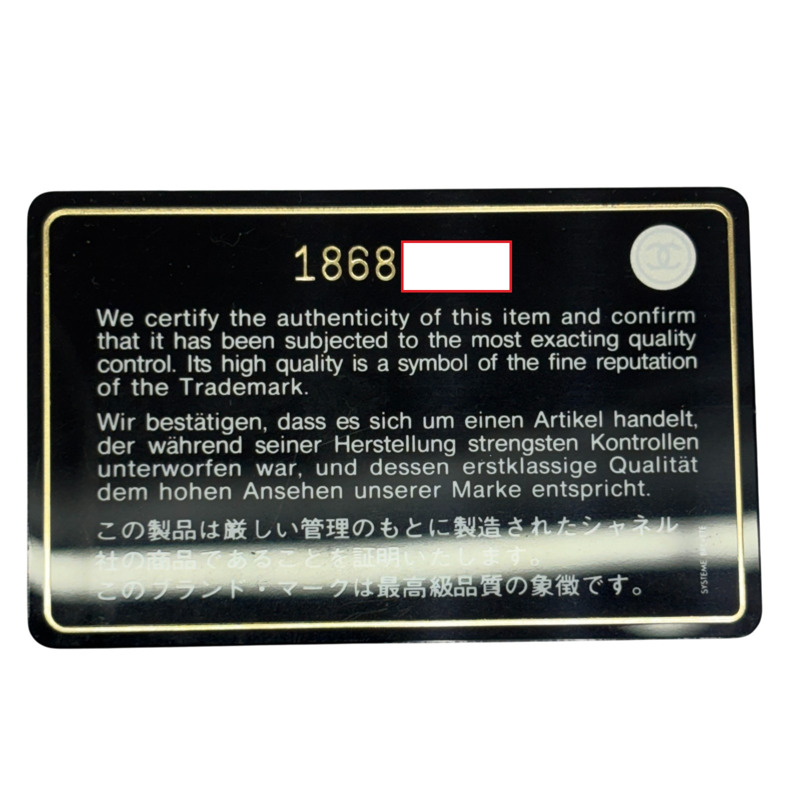 1868
We certify the authenticity of this item and confirm
that it has been subjected to the most exacting quality
control. Its high quality is a symbol of the fine reputation
of the Trademark.
Wir bestätigen, dass es sich um einen Artikel handelt,
der während seiner Herstellung strengsten Kontrollen
unterworfen war, und dessen erstklassige Qualität
dem hohen Ansehen unserer Marke entspricht.
この製品は厳しい管理のもとに製造されたシャネル
社の商品であることを証明いたします。
このブランド・マークは最高級品質の象徴です。
SYSTEME